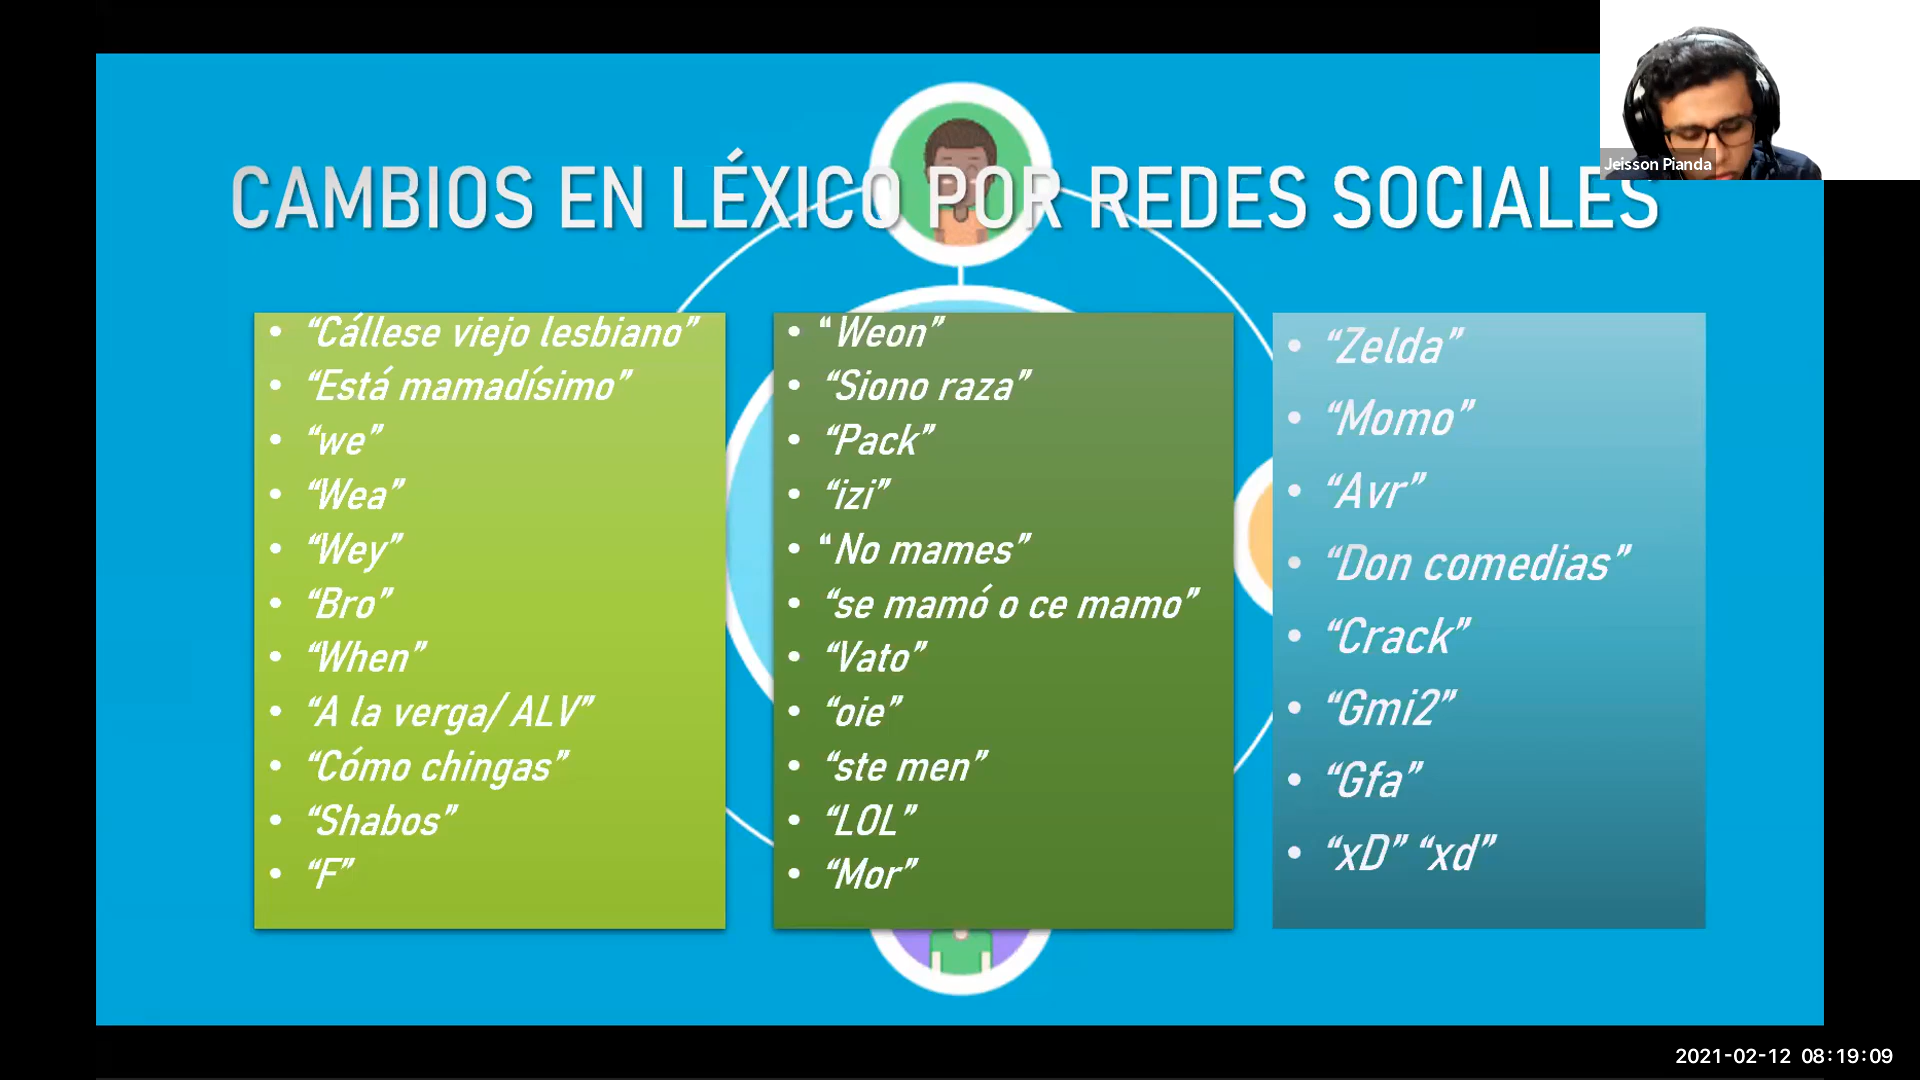 Jeisson Pianda
CAMBIOS EN LÉXICO POR REDES SOCIALES
• “Cállese viejo lesbiano”
• “Está mamadísimo”
• “we”
• “Wea”
• “Wey”
• “Bro”
• “When”
• “A la verga/ ALV”
• “Cómo chingas”
• “Shabos”
• “F”
• “ Weon”
• “Siono raza”
• “Pack”
• “izi”
• “ No mames”
• “se mamó o ce mamo”
• “Vato”
• “oie”
• “ste men”
• “LOL”
• “Mor”
• “Zelda”
• “Momo”
• “Avr”
• “Don comedias”
• “Crack”
• “Gmi2”
• “Gfa”
• “xD” “xd”
2021-02-12 08:19:09